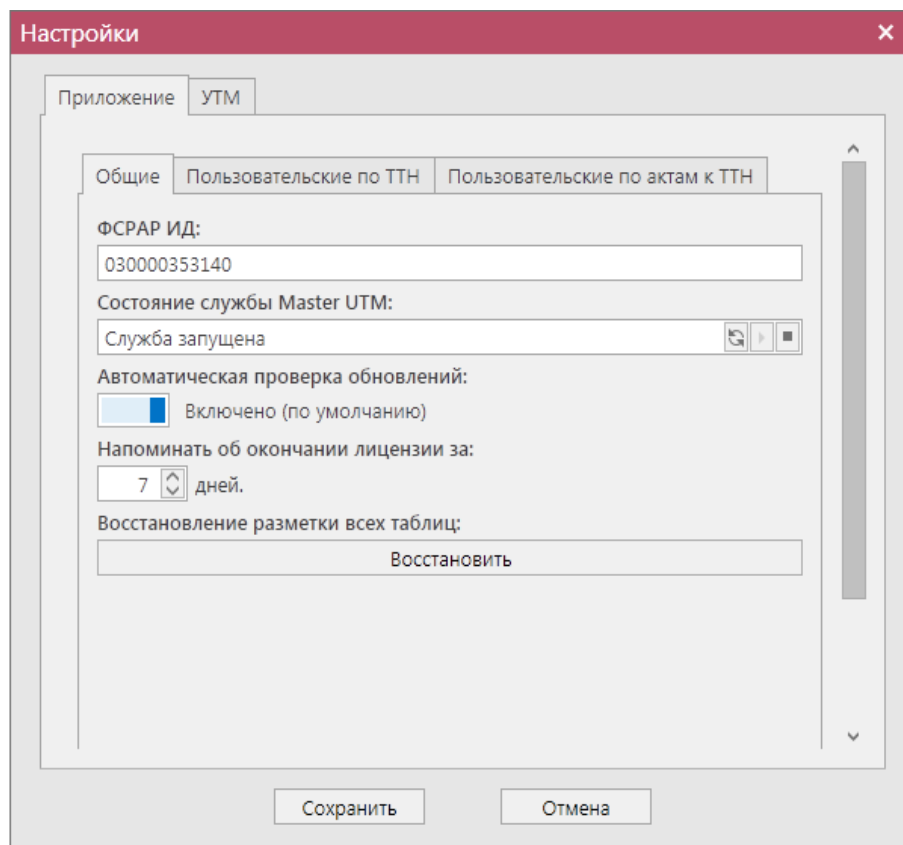 Настройки
Приложение УТМ
Общие Пользовательские по ТТН Пользовательские по актам к ТТН
ФСРАР ИД:
030000353140
Состояние службы Master UTM:
Служба запущена
Автоматическая проверка обновлений:
Включено (по умолчанию)
Напоминать об окончании лицензии за:
7 дней.
Восстановление разметки всех таблиц:
Восстановить
Сохранить Отмена